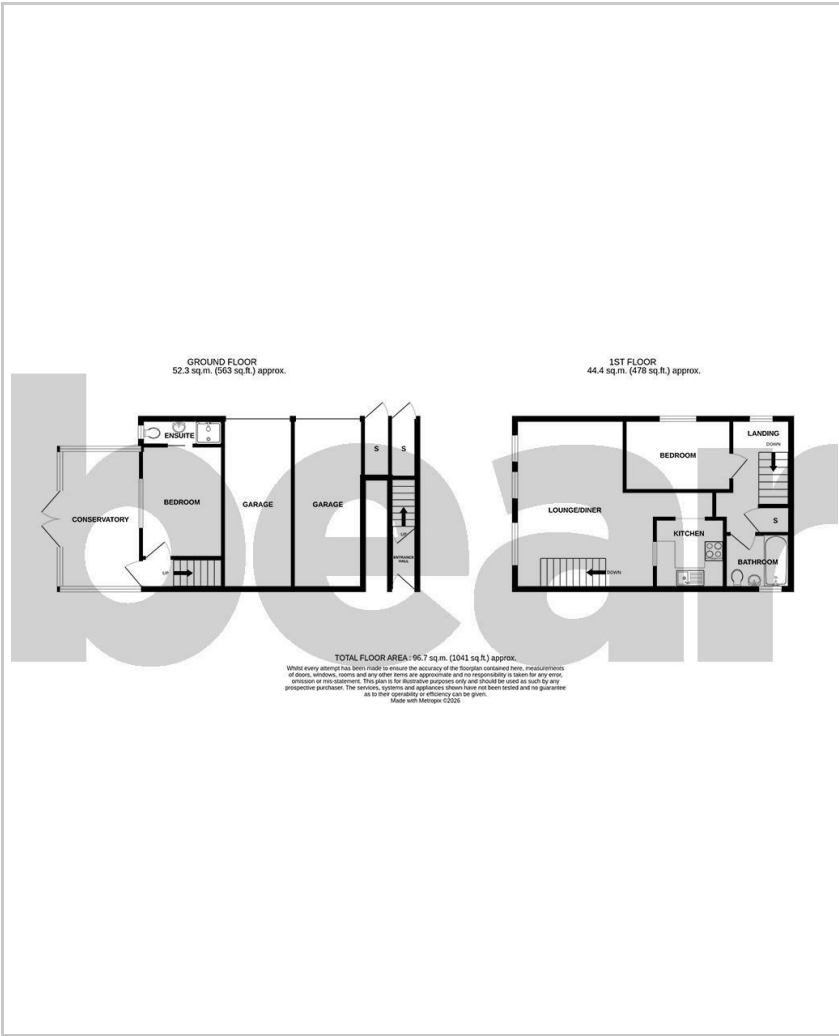 GROUND FLOOR
52.3 sq.m. (563 sq.ft.) approx.
ENSUITE
S
S
BEDROOM
GARAGE
GARAGE
CONSERVATORY
UP
ENTRANCE
HALL
UP
1ST FLOOR
44.4 sq.m. (478 sq.ft.) approx.
LANDING
DOWN
BEDROOM
LOUNGE/DINER
S
KITCHEN
BATHROOM
DOWN
bear
TOTAL FLOOR AREA : 96.7 sq.m. (1041 sq.ft.) approx.
Whilst every attempt has been made to ensure the accuracy of the floorplan contained here, measurements
of doors, windows, rooms and any other items are approximate and no responsibility is taken for any error,
omission or mis-statement. This plan is for illustrative purposes only and should be used as such by any
prospective purchaser. The services, systems and appliances shown have not been tested and no guarantee
as to their operability or efficiency can be given.
Made with Metropix ©2026